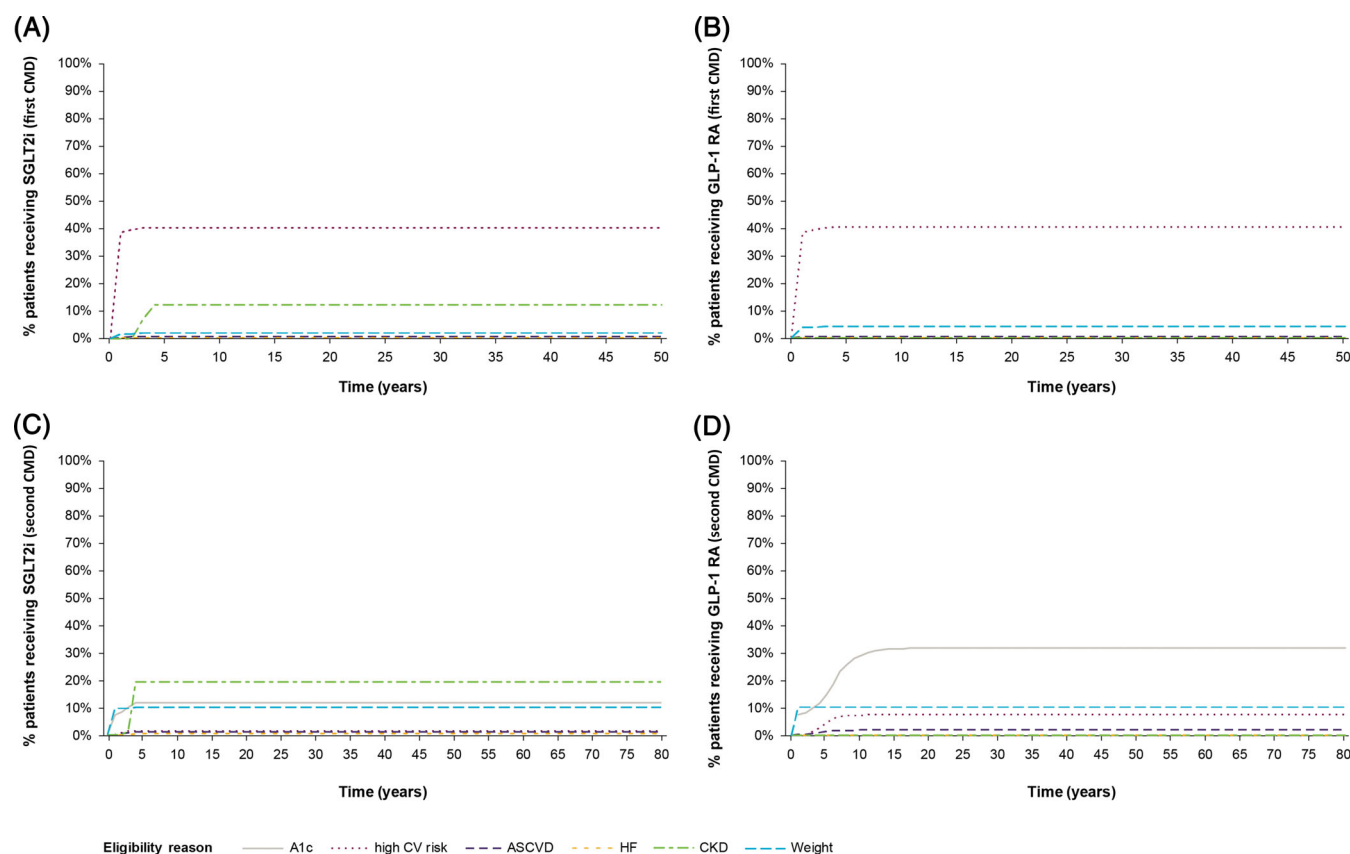 (A)
% patients receiving SGLT2i (first CMD)
100%
90%
80%
70%
60%
50%
40%
30%
20%
10%
0%
0 5 10 15 20 25 30 35 40 45 50
Time (years)
(B)
% patients receiving GLP-1 RA (first CMD)
100%
90%
80%
70%
60%
50%
40%
30%
20%
10%
0%
0 5 10 15 20 25 30 35 40 45 50
Time (years)
(C)
% patients receiving SGLT2i (second CMD)
100%
90%
80%
70%
60%
50%
40%
30%
20%
10%
0%
0 5 10 15 20 25 30 35 40 45 50 55 60 65 70 75 80
Time (years)
(D)
% patients receiving GLP-1 RA (second CMD)
100%
90%
80%
70%
60%
50%
40%
30%
20%
10%
0%
0 5 10 15 20 25 30 35 40 45 50 55 60 65 70 75 80
Time (years)
Eligibility reason A1c high CV risk ASCVD HF CKD Weight